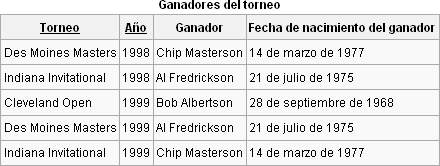 Ganadores del torneo
Torneo Año Ganador Fecha de nacimiento del ganador
Des Moines Masters 1998 Chip Masterson 14 de marzo de 1977
Indiana Invitational 1998 Al Fredrickson 21 de julio de 1975
Cleveland Open 1999 Bob Albertson 28 de septiembre de 1968
Des Moines Masters 1999 Al Fredrickson 21 de julio de 1975
Indiana Invitational 1999 Chip Masterson 14 de marzo de 1977